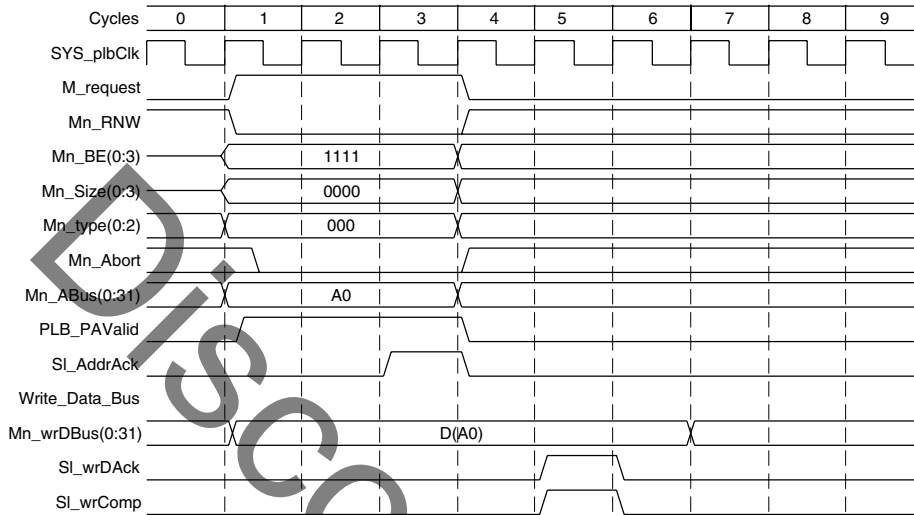 Cycles 0 1 2 3 4 5 6 7 8 9
SYS_plbClk
M_request
Mn_RNW
Mn_BE(0:3) 1111
Mn_Size(0:3) 0000
Mn_type(0:2) 000
Mn_Abort
Mn_ABus(0:31) A0
PLB_PAValid
Sl_AddrAck
Write_Data_Bus
Mn_wrDBus(0:31) D(A0)
Sl_wrDAck
Sl_wrComp
Disco